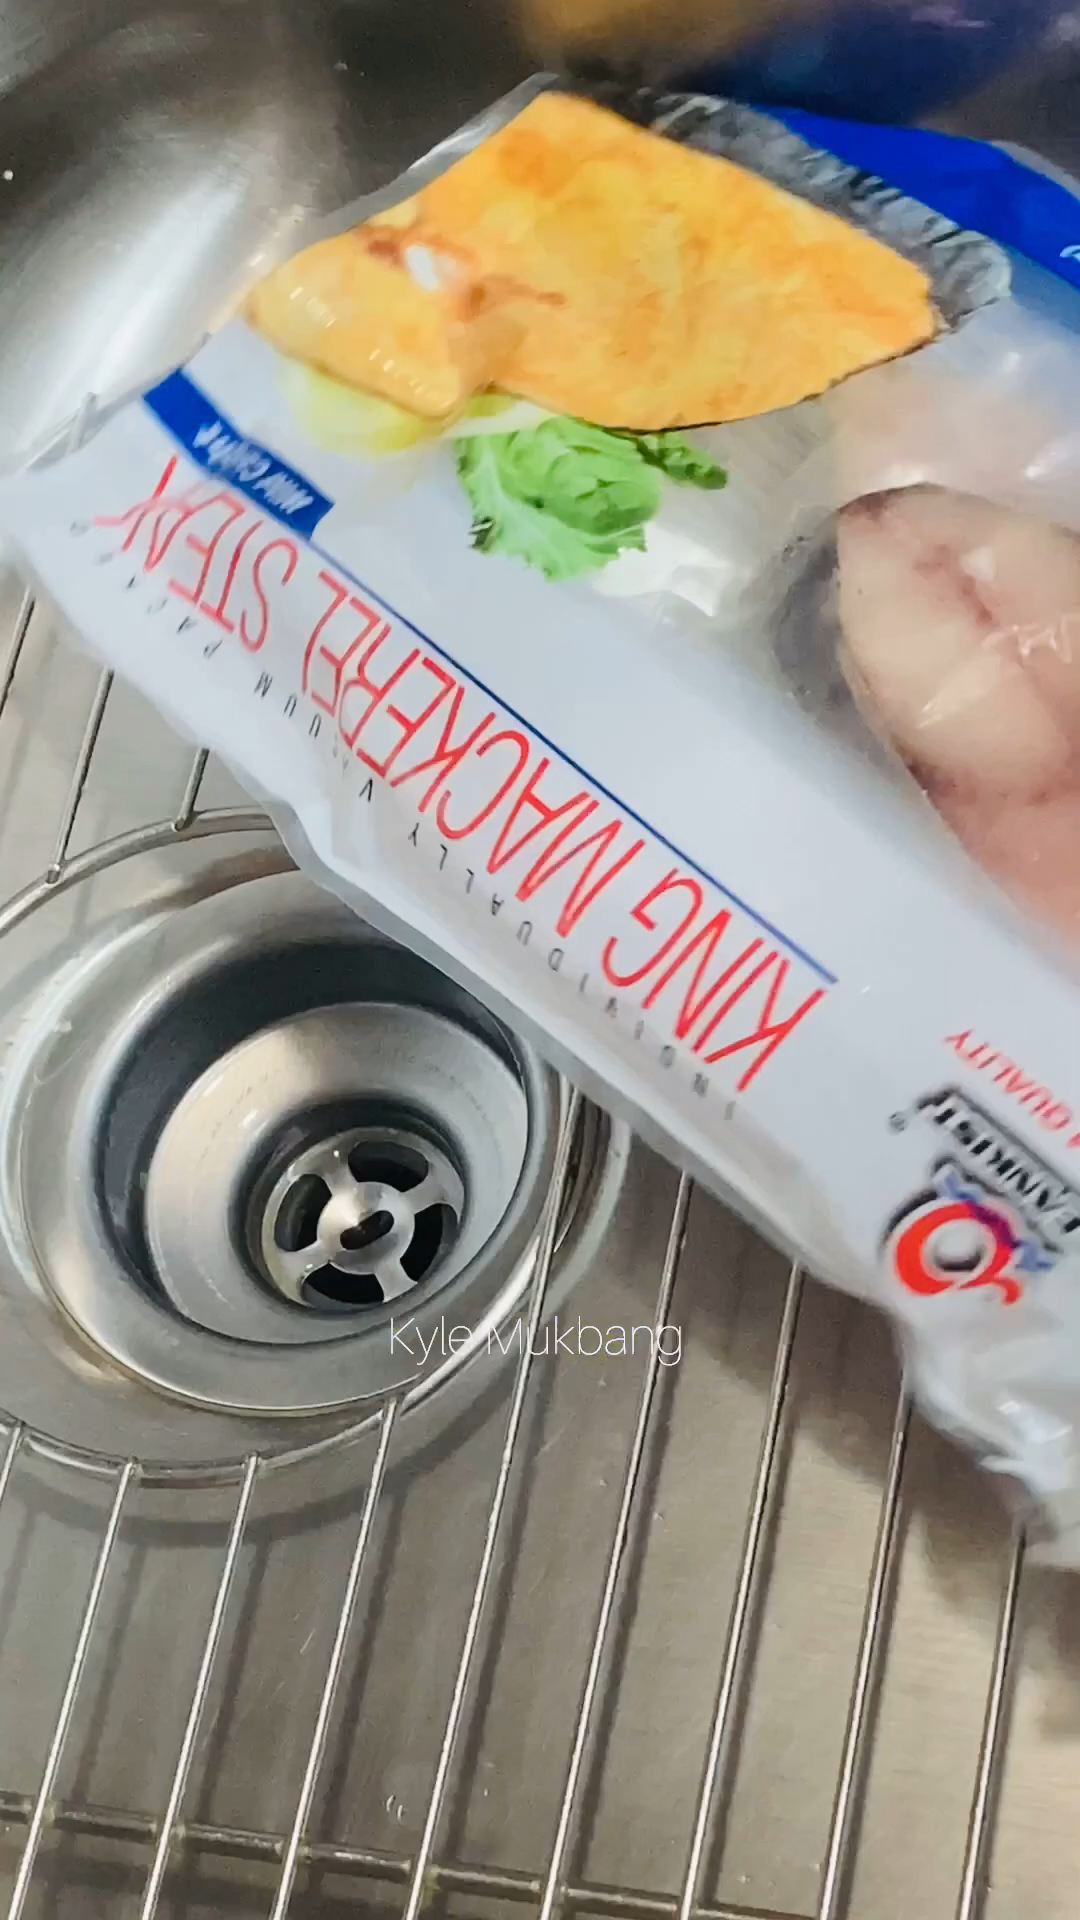 Wild Caught
KING MACKEREL STEAK
INDIVIDUALLY VACUUM PACKED
QUALITY
Kyle Mukbang